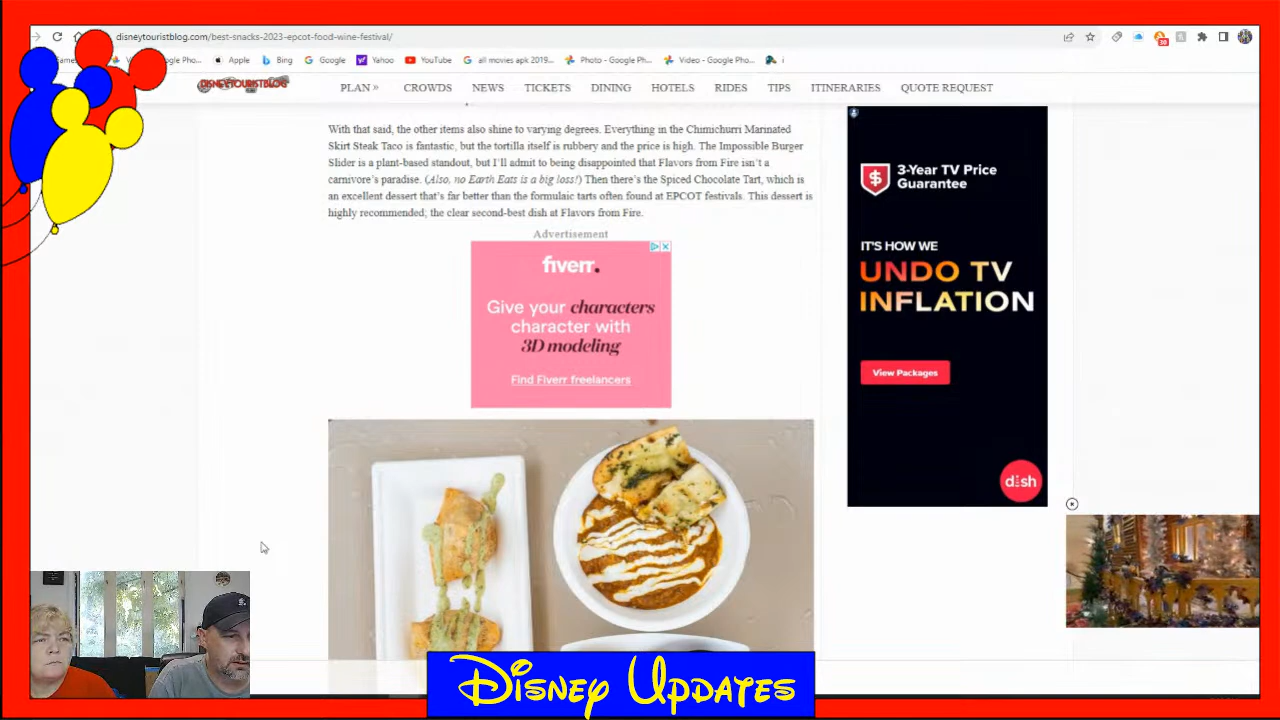 disneytouristblog.com/best-snacks-2023-epcot-food-wine-festival/
Google Pho...
Apple
Bing
Google
Yahoo
YouTube
all movies apk 2019...
Photo - Google Ph...
Video - Google Pho...
30
DISNEYTOURISTBLOG
PLAN »
CROWDS
NEWS
TICKETS
DINING
HOTELS
RIDES
TIPS
ITINERARIES
QUOTE REQUEST
With that said, the other items also shine to varying degrees. Everything in the Chimichurri Marinated
Skirt Steak Taco is fantastic, but the tortilla itself is rubbery and the price is high. The Impossible Burger
Slider is a plant-based standout, but I'll admit to being disappointed that Flavors from Fire isn't a
carnivore's paradise. (Also, no Earth Eats is a big loss!) Then there's the Spiced Chocolate Tart, which is
an excellent dessert that's far better than the formulaic tarts often found at EPCOT festivals. This dessert is
highly recommended; the clear second-best dish at Flavors from Fire.
Advertisement
fiverr.
Give your characters
character with
3D modeling
Find Fiverr freelancers
3-Year TV Price
Guarantee
IT'S HOW WE
UNDO TV
INFLATION
View Packages
dish
DISNEY UPDATES